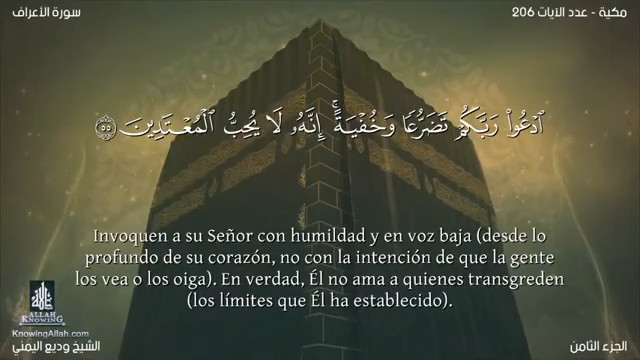 سورة الأعراف
مكية - عدد الآيات 206
ٱدْعُوا۟ رَبَّكُمْ تَضَرُّعًا وَخُفْيَةً ۚ إِنَّهُۥ لَا يُحِبُّ ٱلْمُعْتَدِينَ ٥٥
Invoquen a su Señor con humildad y en voz baja (desde lo
profundo de su corazón, no con la intención de que la gente
los vea o los oiga). En verdad, Él no ama a quienes transgreden
(los límites que Él ha establecido).
ALLAH
KNOWING
KnowingAllah.com
الشيخ وديع اليمني
الجزء الثامن